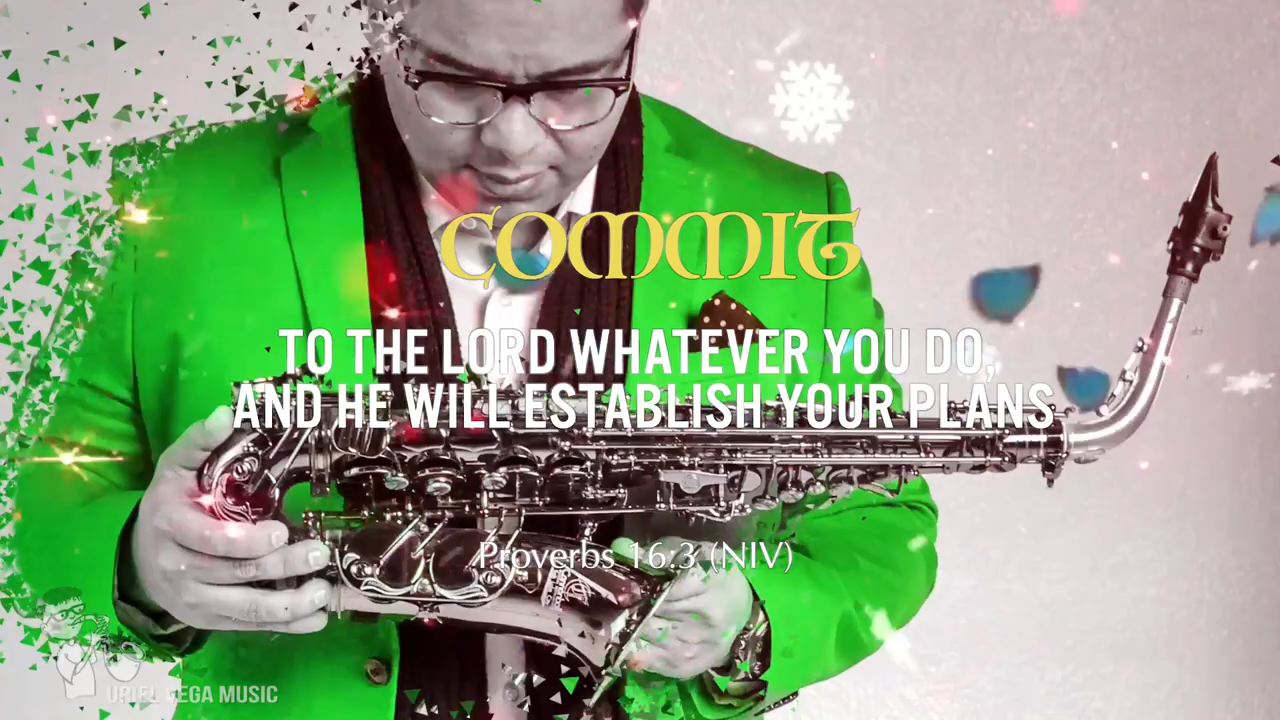 COMMIT
TO THE LORD WHATEVER YOU DO,
AND HE WILL ESTABLISH YOUR PLANS
Proverbs 16:3 (NIV)
URIEL VEGA MUSIC